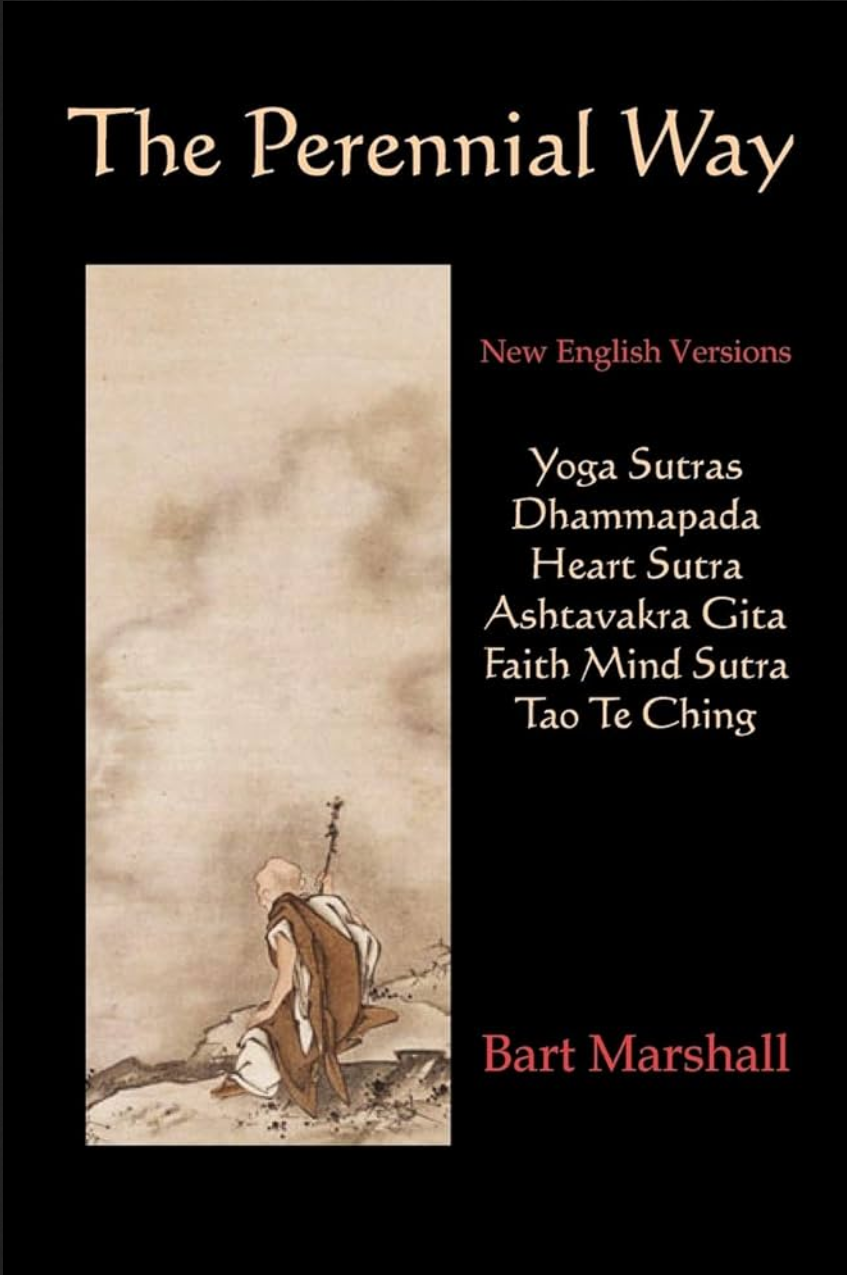 The Perennial Way
New English Versions
Yoga Sutras
Dhammapada
Heart Sutra
Ashtavakra Gita
Faith Mind Sutra
Tao Te Ching
Bart Marshall